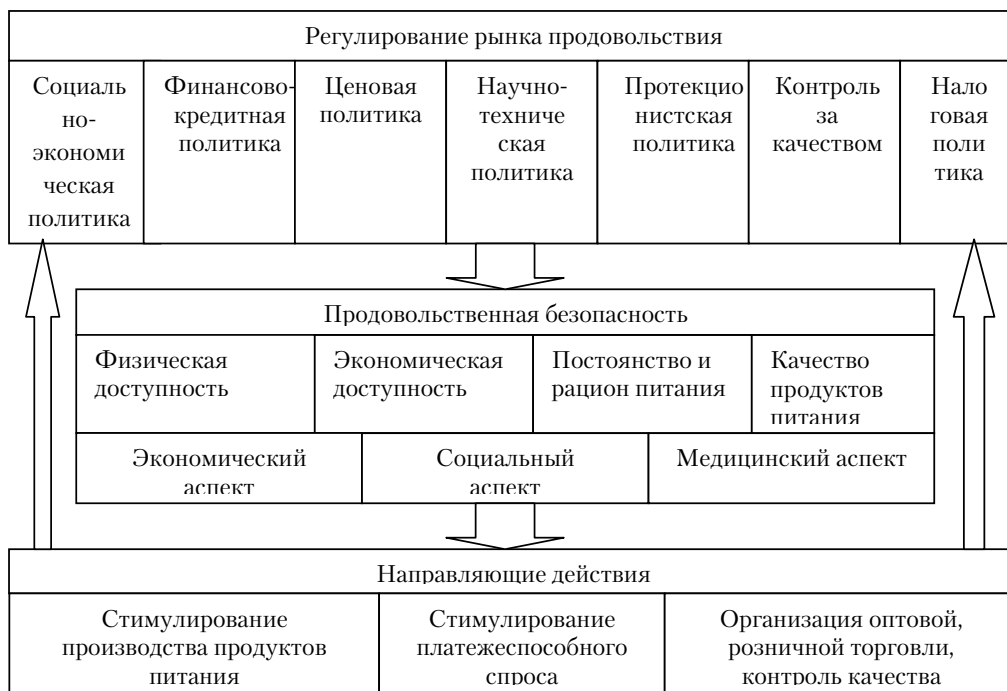 Регулирование рынка продовольствия
Социаль
но-
экономи
ческая
политика
Финансово-
кредитная
политика
Ценовая
политика
Научно-
техниче
ская
политика
Протекцио
нистская
политика
Контроль
за
качеством
Нало
говая
поли
тика
Продовольственная безопасность
Физическая
доступность
Экономическая
доступность
Постоянство и
рацион питания
Качество
продуктов
питания
Экономический
аспект
Социальный
аспект
Медицинский аспект
Направляющие действия
Стимулирование
производства продуктов
питания
Стимулирование
платежеспособного
спроса
Организация оптовой,
розничной торговли,
контроль качества